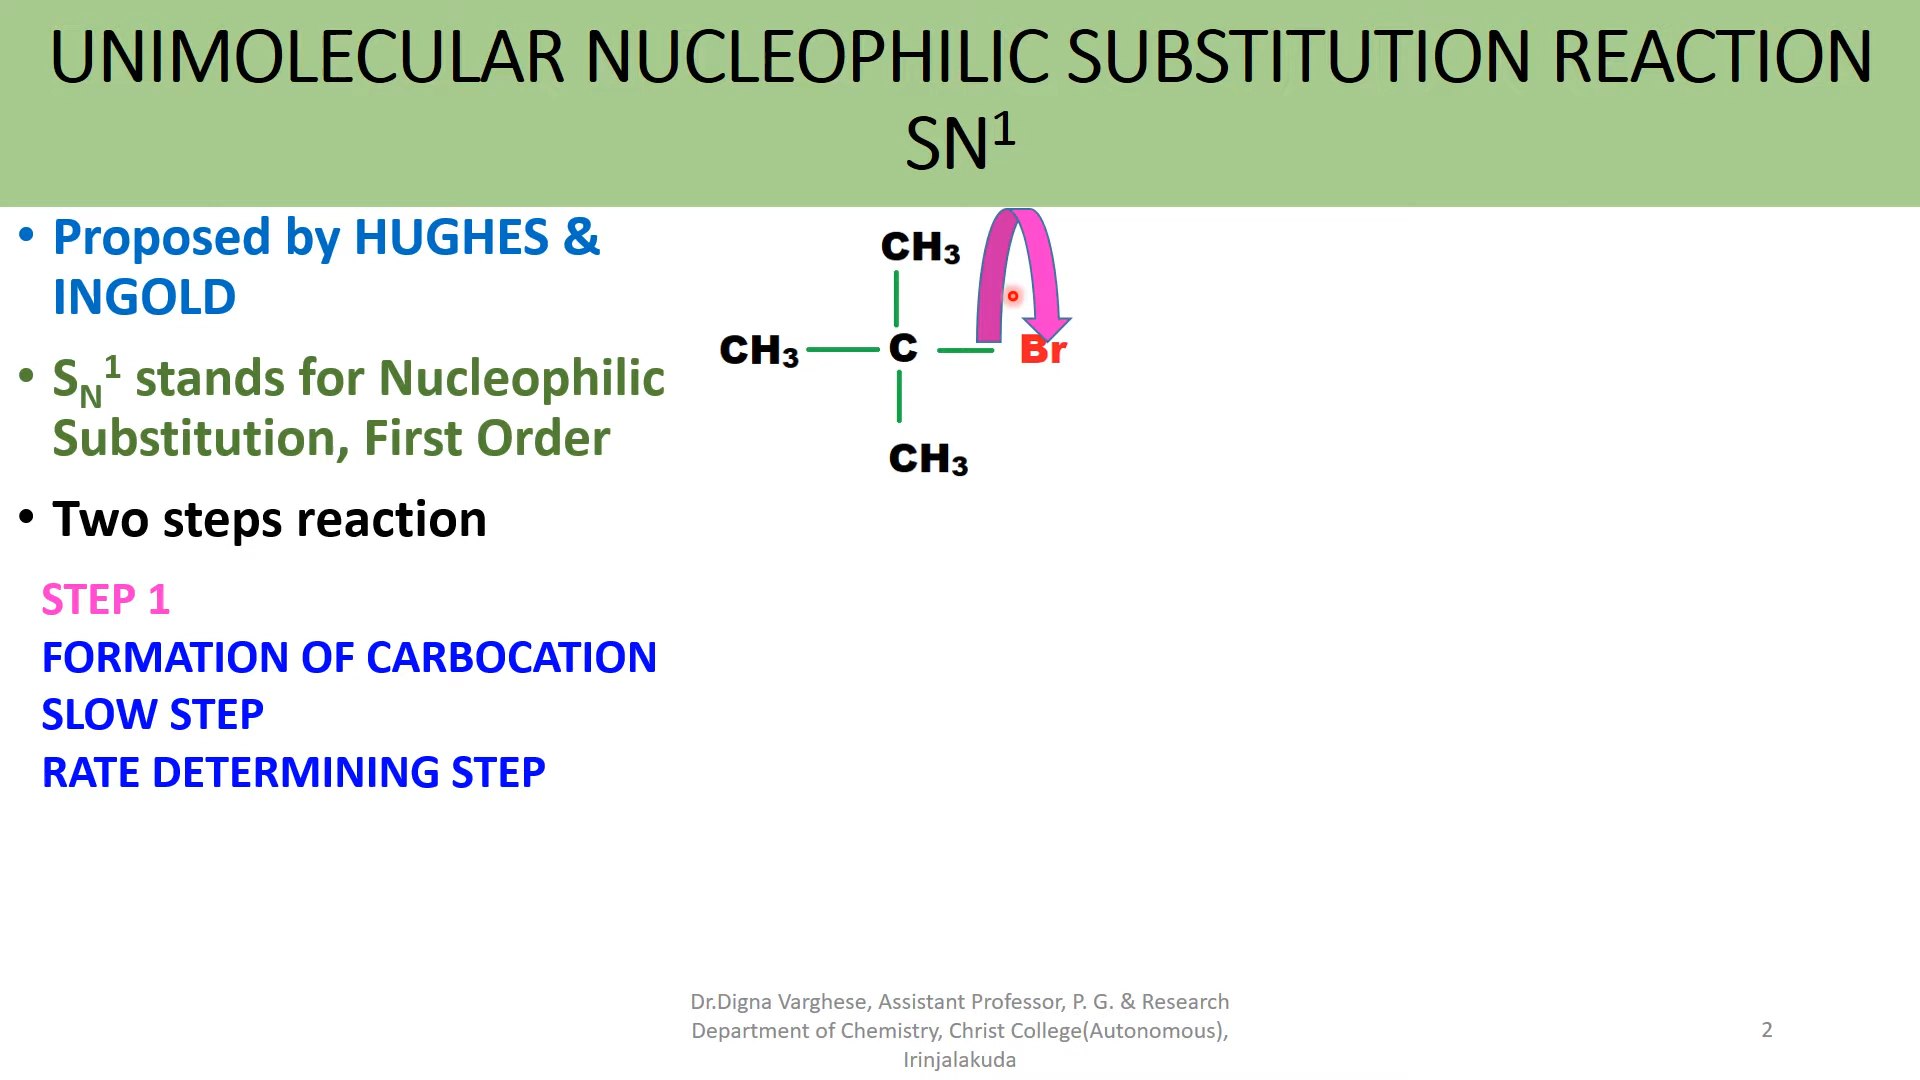 UNIMOLECULAR NUCLEOPHILIC SUBSTITUTION REACTION
SN¹
• Proposed by HUGHES &
INGOLD
• S_N¹ stands for Nucleophilic
Substitution, First Order
• Two steps reaction
STEP 1
FORMATION OF CARBOCATION
SLOW STEP
RATE DETERMINING STEP
CH₃
CH₃ C Br
CH₃
Dr.Digna Varghese, Assistant Professor, P. G. & Research
Department of Chemistry, Christ College(Autonomous),
Irinjalakuda
2